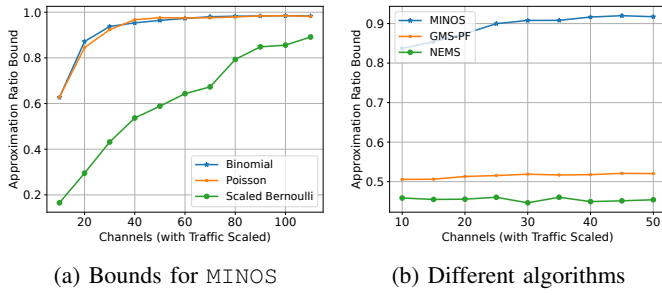 Approximation Ratio Bound
1.0
0.8
0.6
0.4
0.2
Binomial
Poisson
Scaled Bernoulli
20 40 60 80 100
Channels (with Traffic Scaled)
(a) Bounds for MINOS
Approximation Ratio Bound
0.9
0.8
0.7
0.6
0.5
0.4
MINOS
GMS-PF
NEMS
10 20 30 40 50
Channels (with Traffic Scaled)
(b) Different algorithms